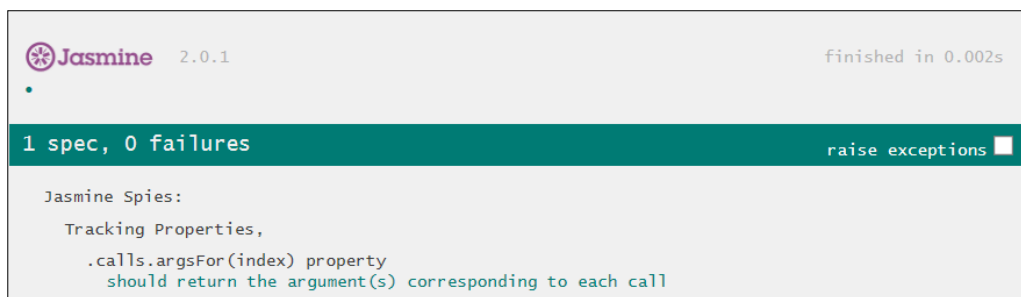 Jasmine 2.0.1 finished in 0.002s
1 spec, 0 failures raise exceptions
Jasmine Spies:
Tracking Properties,
.calls.argsFor(index) property
should return the argument(s) corresponding to each call